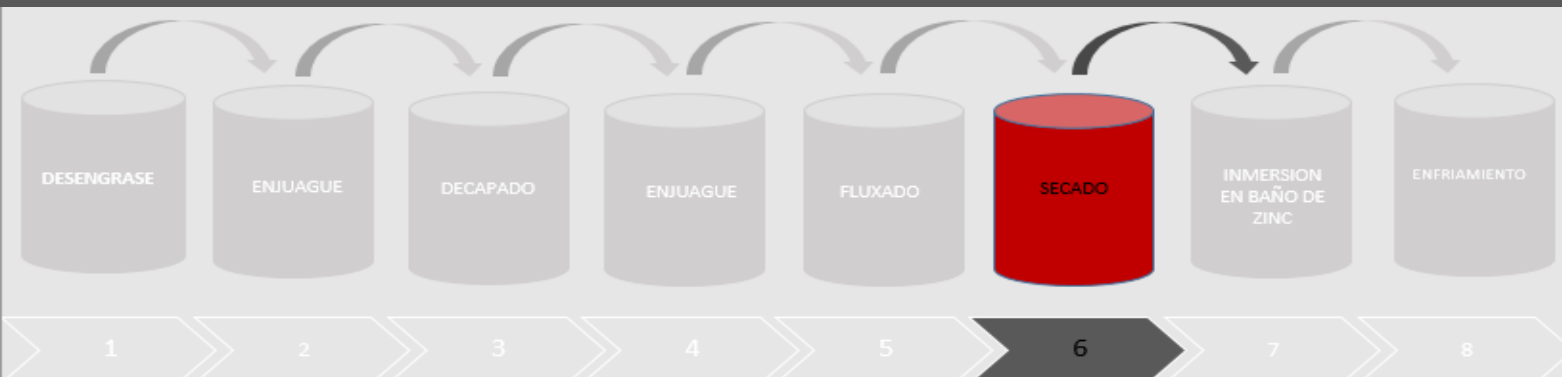 DESENGRASE
ENJUAGUE
DECAPADO
ENJUAGUE
FLUXADO
SECADO
INMERSION
EN BAÑO DE
ZINC
ENFRIAMIENTO
1
2
3
4
5
6
7
8